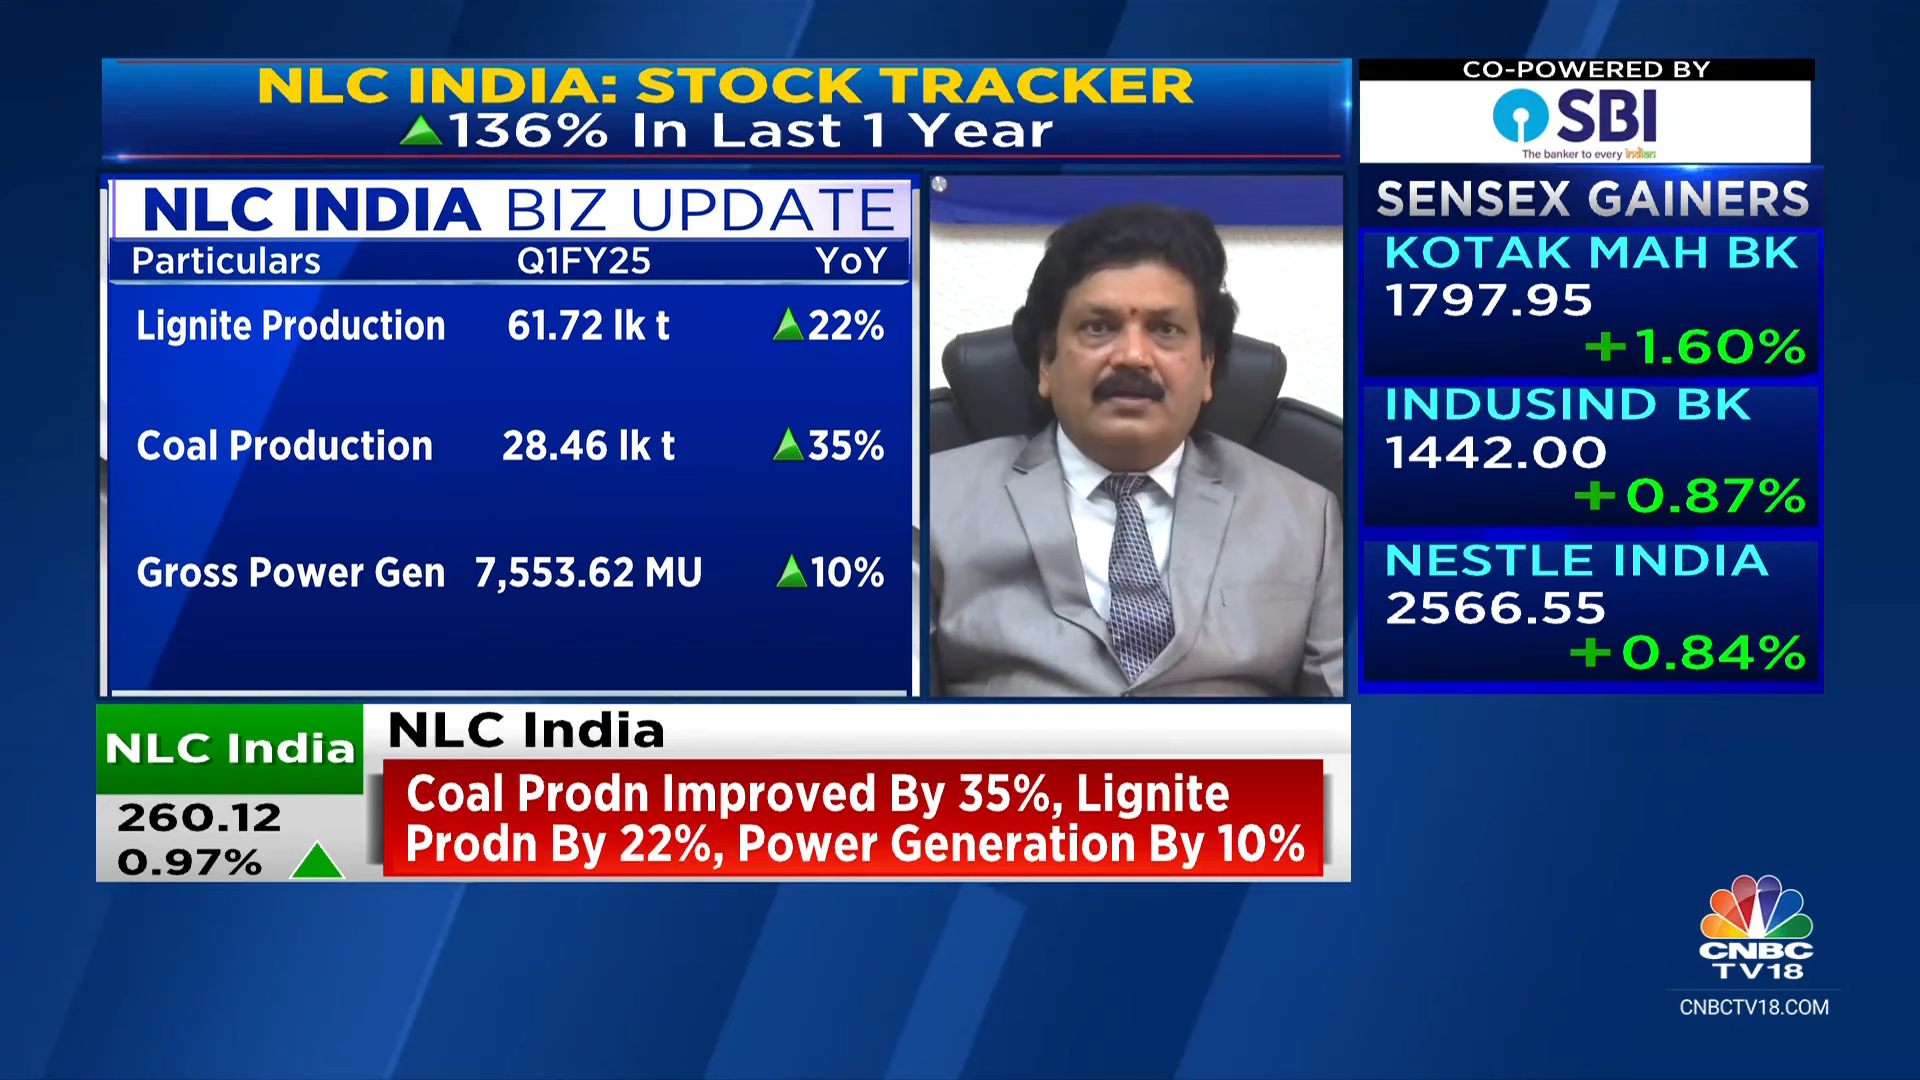 NLC INDIA: STOCK TRACKER
▲136% In Last 1 Year
CO-POWERED BY
SBI
The banker to every indian
NLC INDIA BIZ UPDATE
Particulars Q1FY25 YoY
Lignite Production 61.72 lk t ▲22%
Coal Production 28.46 lk t ▲35%
Gross Power Gen 7,553.62 MU ▲10%
SENSEX GAINERS
KOTAK MAH BK
1797.95
+1.60%
INDUSIND BK
1442.00
+0.87%
NESTLE INDIA
2566.55
+0.84%
NLC India
260.12
0.97% ▲
NLC India
Coal Prodn Improved By 35%, Lignite
Prodn By 22%, Power Generation By 10%
CNBC
TV18
CNBCTV18.COM